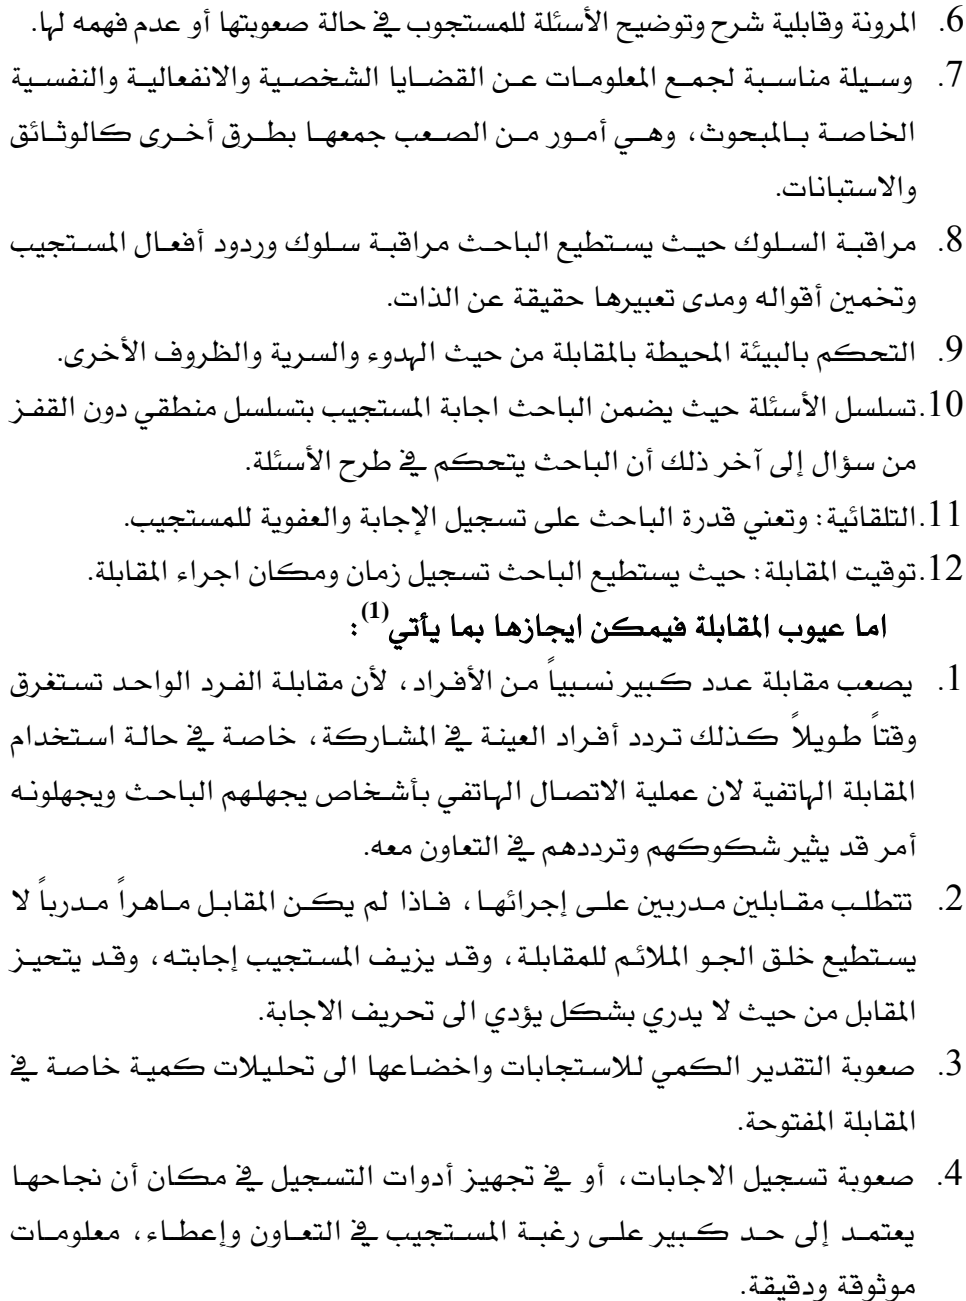 6. المرونة وقابلية شرح وتوضيح الأسئلة للمستجوب في حالة صعوبتها أو عدم فهمه لها.
7. وسيلة مناسبة لجمع المعلومات عن القضايا الشخصية والانفعالية والنفسية
الخاصة بالمبحوث، وهي أمور من الصعب جمعها بطرق أخرى كالوثائق
والاستبانات.
8. مراقبة السلوك حيث يستطيع الباحث مراقبة سلوك وردود أفعال المستجيب
وتخمين أقواله ومدى تعبيرها حقيقة عن الذات.
9. التحكم بالبيئة المحيطة بالمقابلة من حيث الهدوء والسرية والظروف الأخرى.
10. تسلسل الأسئلة حيث يضمن الباحث اجابة المستجيب بتسلسل منطقي دون القفز
من سؤال إلى آخر ذلك أن الباحث يتحكم في طرح الأسئلة.
11. التلقائية: وتعني قدرة الباحث على تسجيل الإجابة والعفوية للمستجيب.
12. توقيت المقابلة: حيث يستطيع الباحث تسجيل زمان ومكان اجراء المقابلة.
اما عيوب المقابلة فيمكن ايجازها بما يأتي(1):
1. يصعب مقابلة عدد كبير نسبياً من الأفراد، لأن مقابلة الفرد الواحد تستغرق
وقتاً طويلاً كذلك تردد أفراد العينة في المشاركة، خاصة في حالة استخدام
المقابلة الهاتفية لان عملية الاتصال الهاتفي بأشخاص يجهلهم الباحث ويجهلونه
أمر قد يثير شكوكهم وترددهم في التعاون معه.
2. تتطلب مقابلين مدربين على إجرائها، فاذا لم يكن المقابل ماهراً مدرباً لا
يستطيع خلق الجو الملائم للمقابلة، وقد يزيف المستجيب إجابته، وقد يتحيز
المقابل من حيث لا يدري بشكل يؤدي الى تحريف الاجابة.
3. صعوبة التقدير الكمي للاستجابات واخضاعها الى تحليلات كمية خاصة في
المقابلة المفتوحة.
4. صعوبة تسجيل الاجابات، أو في تجهيز أدوات التسجيل في مكان أن نجاحها
يعتمد إلى حد كبير على رغبة المستجيب في التعاون وإعطاء، معلومات
موثوقة ودقيقة.